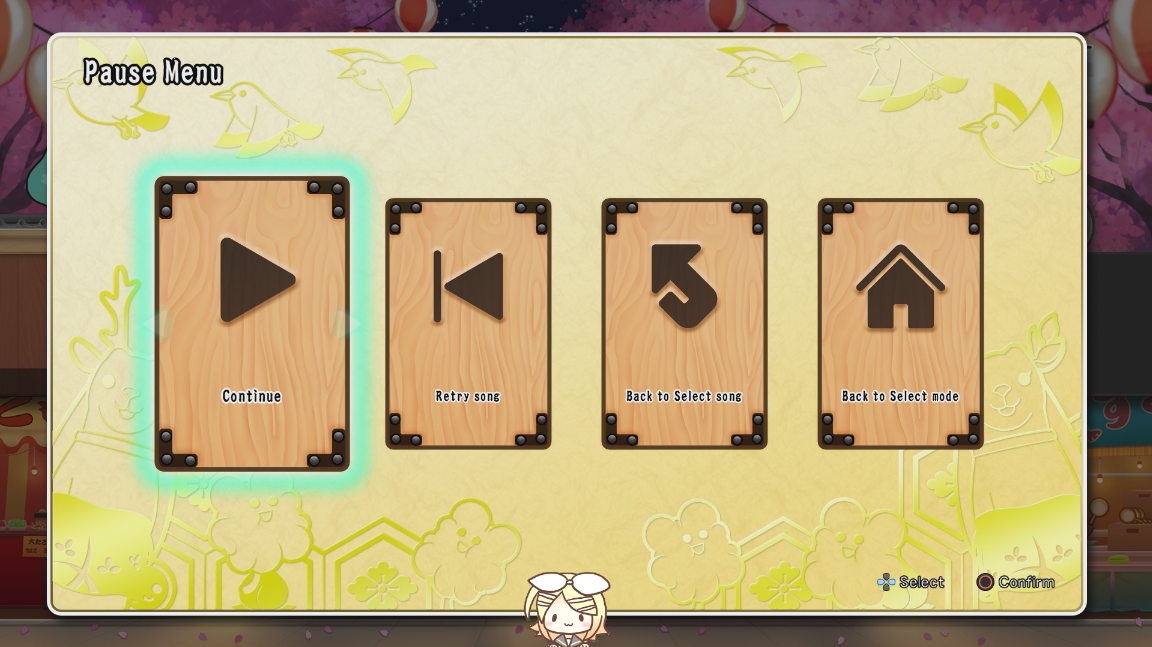 Pause Menu
Continue
Retry song
Back to Select song
Back to Select mode
Select
Confirm